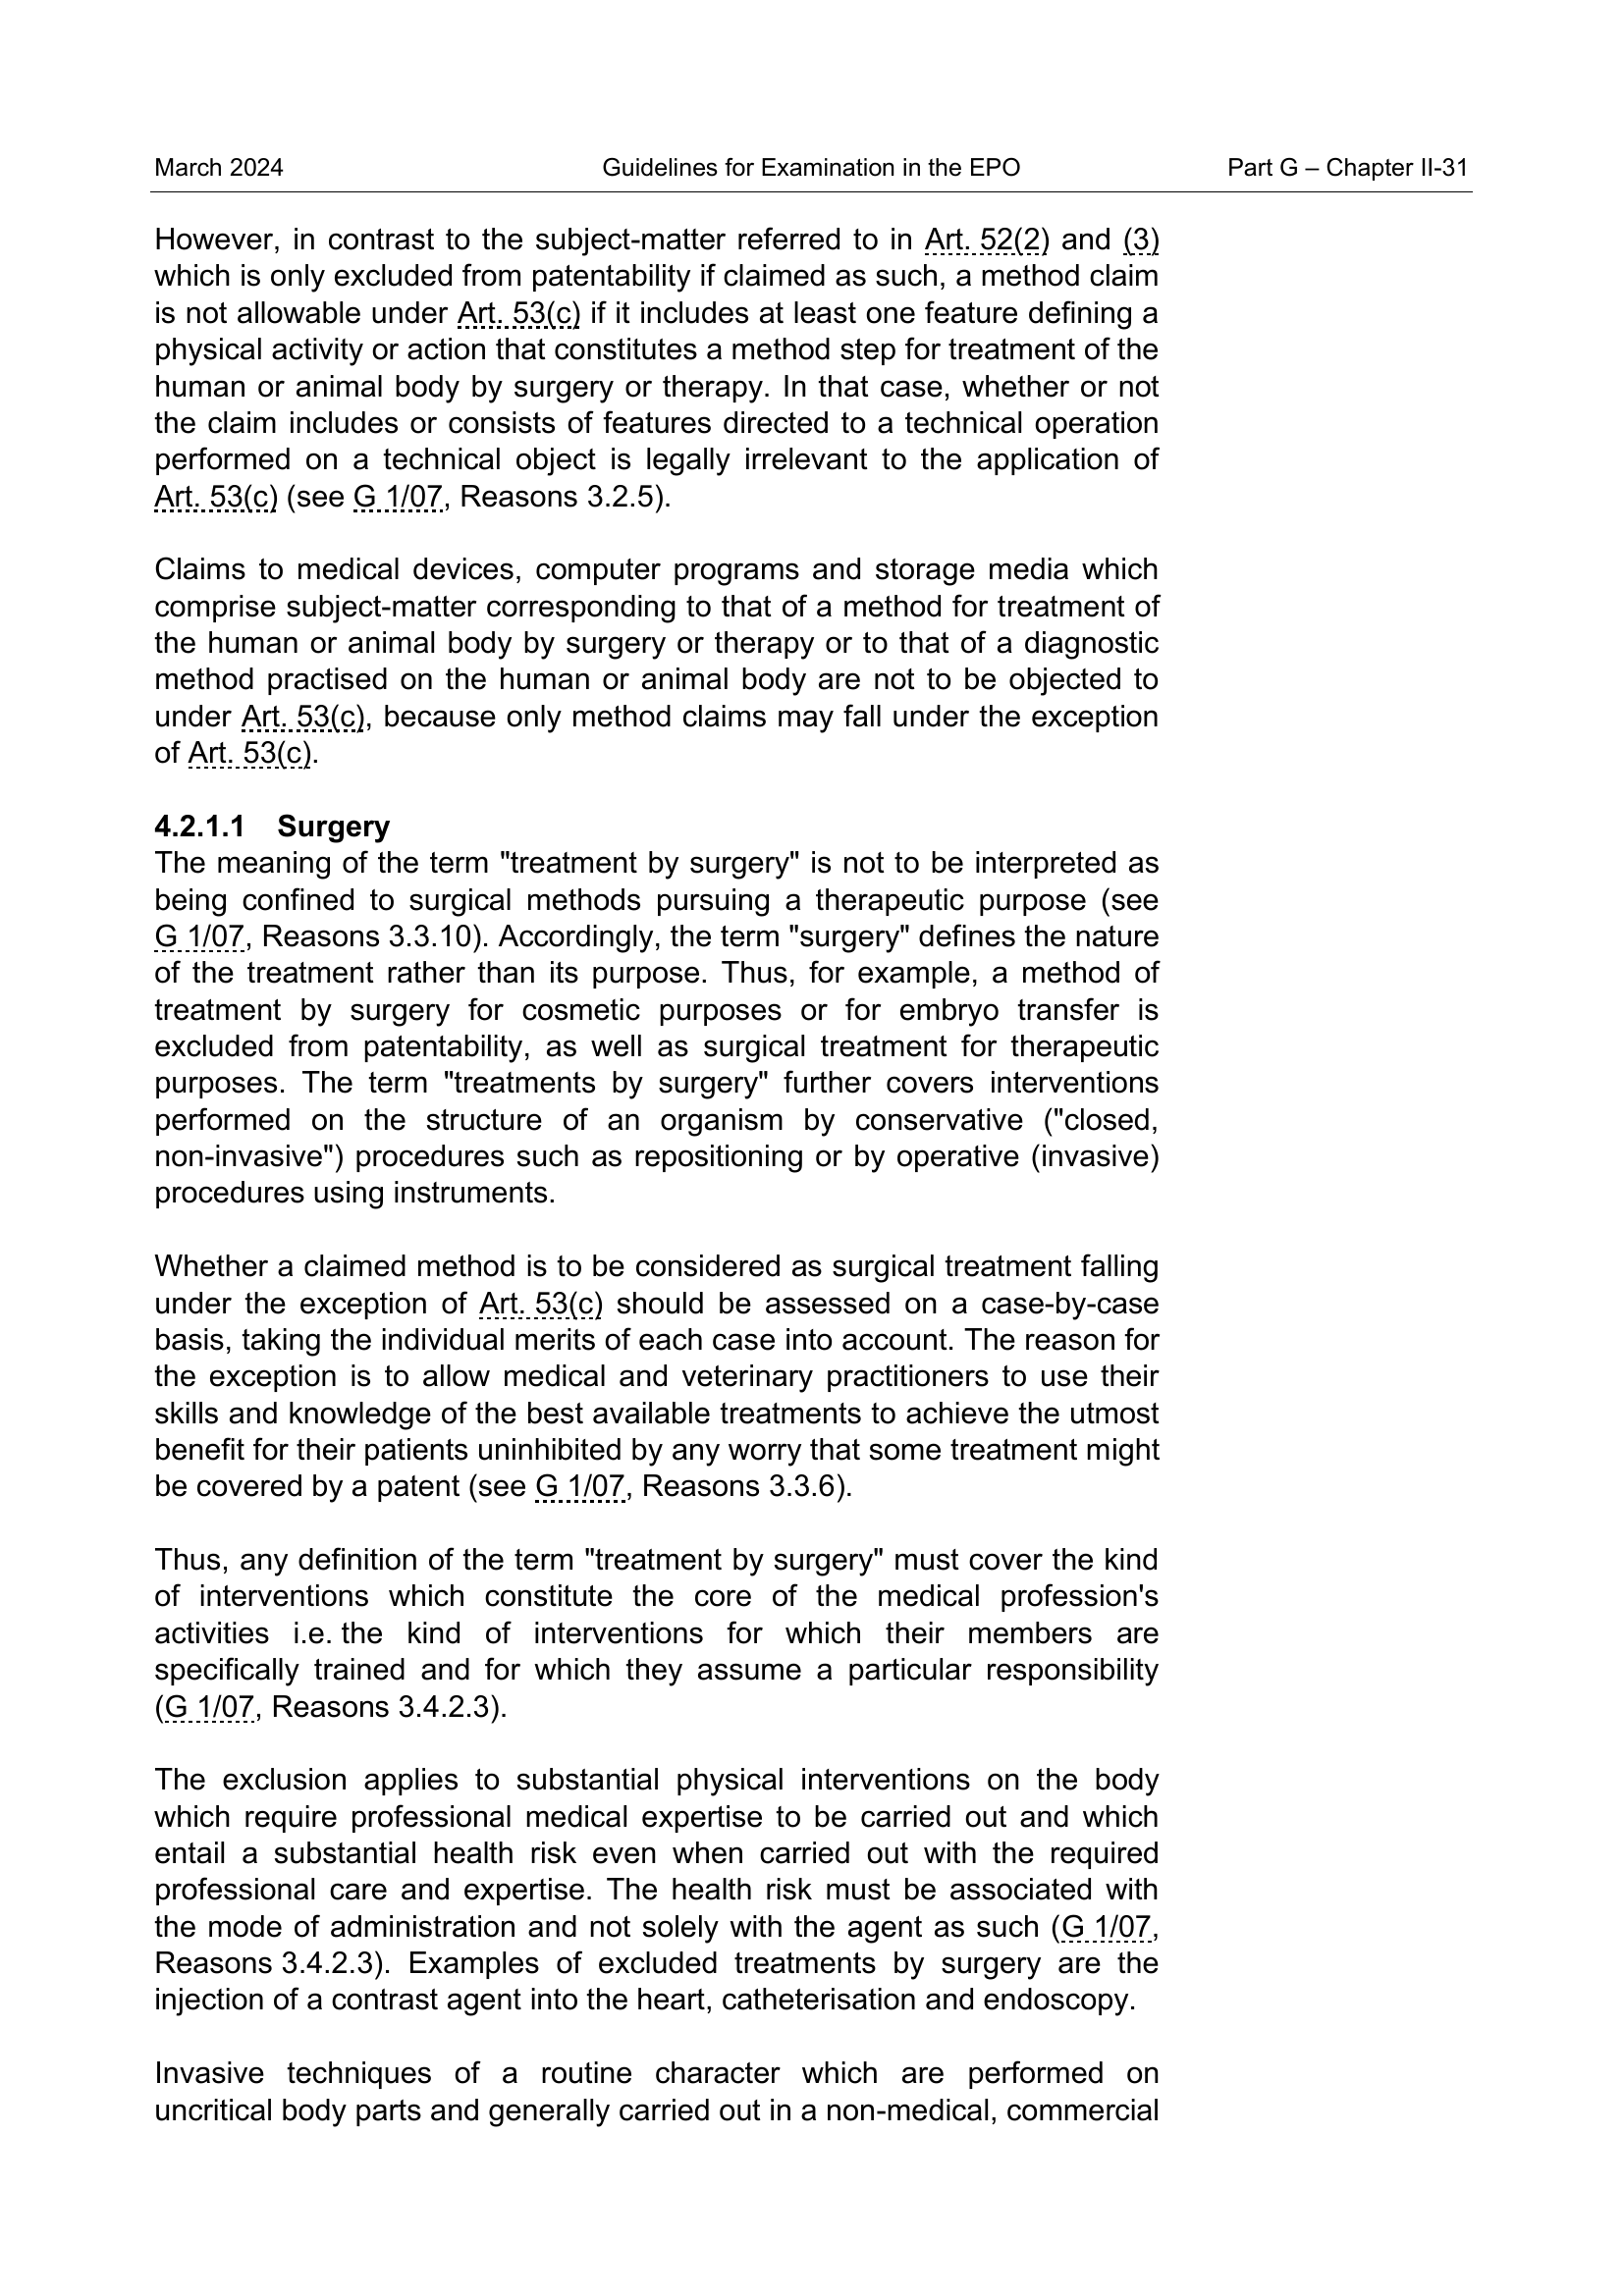 March 2024 Guidelines for Examination in the EPO Part G – Chapter II-31
However, in contrast to the subject-matter referred to in Art. 52(2) and (3)
which is only excluded from patentability if claimed as such, a method claim
is not allowable under Art. 53(c) if it includes at least one feature defining a
physical activity or action that constitutes a method step for treatment of the
human or animal body by surgery or therapy. In that case, whether or not
the claim includes or consists of features directed to a technical operation
performed on a technical object is legally irrelevant to the application of
Art. 53(c) (see G 1/07, Reasons 3.2.5).
Claims to medical devices, computer programs and storage media which
comprise subject-matter corresponding to that of a method for treatment of
the human or animal body by surgery or therapy or to that of a diagnostic
method practised on the human or animal body are not to be objected to
under Art. 53(c), because only method claims may fall under the exception
of Art. 53(c).
4.2.1.1 Surgery
The meaning of the term "treatment by surgery" is not to be interpreted as
being confined to surgical methods pursuing a therapeutic purpose (see
G 1/07, Reasons 3.3.10). Accordingly, the term "surgery" defines the nature
of the treatment rather than its purpose. Thus, for example, a method of
treatment by surgery for cosmetic purposes or for embryo transfer is
excluded from patentability, as well as surgical treatment for therapeutic
purposes. The term "treatments by surgery" further covers interventions
performed on the structure of an organism by conservative ("closed,
non-invasive") procedures such as repositioning or by operative (invasive)
procedures using instruments.
Whether a claimed method is to be considered as surgical treatment falling
under the exception of Art. 53(c) should be assessed on a case-by-case
basis, taking the individual merits of each case into account. The reason for
the exception is to allow medical and veterinary practitioners to use their
skills and knowledge of the best available treatments to achieve the utmost
benefit for their patients uninhibited by any worry that some treatment might
be covered by a patent (see G 1/07, Reasons 3.3.6).
Thus, any definition of the term "treatment by surgery" must cover the kind
of interventions which constitute the core of the medical profession's
activities i.e. the kind of interventions for which their members are
specifically trained and for which they assume a particular responsibility
(G 1/07, Reasons 3.4.2.3).
The exclusion applies to substantial physical interventions on the body
which require professional medical expertise to be carried out and which
entail a substantial health risk even when carried out with the required
professional care and expertise. The health risk must be associated with
the mode of administration and not solely with the agent as such (G 1/07,
Reasons 3.4.2.3). Examples of excluded treatments by surgery are the
injection of a contrast agent into the heart, catheterisation and endoscopy.
Invasive techniques of a routine character which are performed on
uncritical body parts and generally carried out in a non-medical, commercial